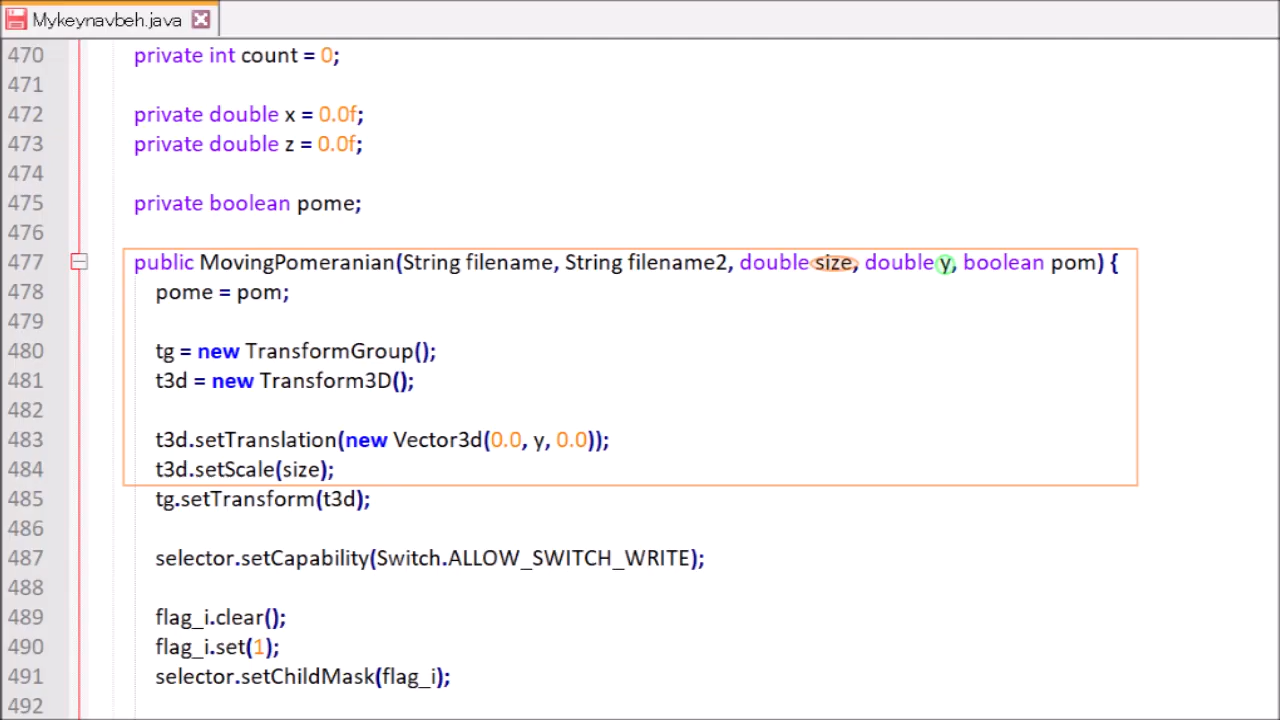 Mykeynavbeh.java
470 private int count = 0;
471
472 private double x = 0.0f;
473 private double z = 0.0f;
474
475 private boolean pome;
476
477 public MovingPomeranian(String filename, String filename2, double size, double y, boolean pom) {
478 pome = pom;
479
480 tg = new TransformGroup();
481 t3d = new Transform3D();
482
483 t3d.setTranslation(new Vector3d(0.0, y, 0.0));
484 t3d.setScale(size);
485 tg.setTransform(t3d);
486
487 selector.setCapability(Switch.ALLOW_SWITCH_WRITE);
488
489 flag_i.clear();
490 flag_i.set(1);
491 selector.setChildMask(flag_i);
492